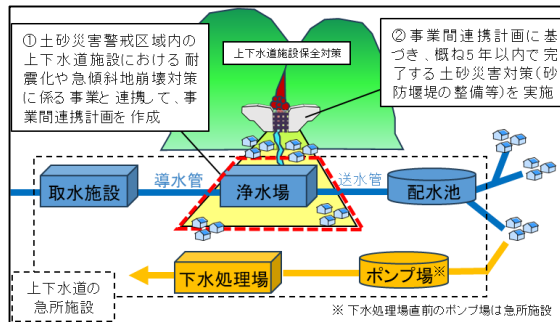 ①土砂災害警戒区域内の
上下水道施設における耐
震化や急傾斜地崩壊対策
に係る事業と連携して、事
業間連携計画を作成
上下水道施設保全対策
②事業間連携計画に基
づき、概ね5年以内で完
了する土砂災害対策(砂
防堰堤の整備等)を実施
取水施設
導水管
浄水場
送水管
配水池
下水処理場
ポンプ場※
上下水道の
急所施設
※下水処理場直前のポンプ場は急所施設